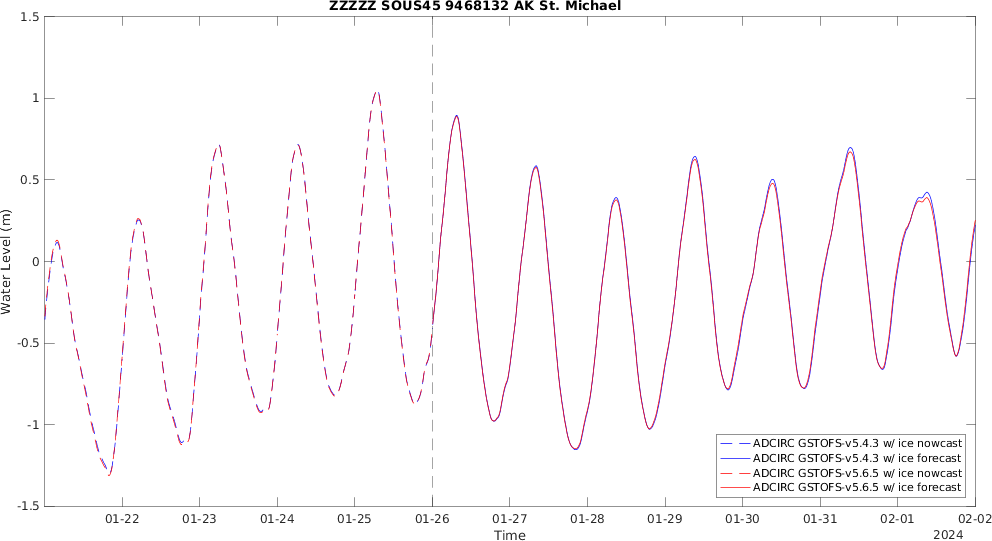 ZZZZZ SOUS45 9468132 AK St. Michael
1.5
1
0.5
0
-0.5
-1
-1.5
Water Level (m)
ADCIRC GSTOFS-v5.4.3 w/ ice nowcast
ADCIRC GSTOFS-v5.4.3 w/ ice forecast
ADCIRC GSTOFS-v5.6.5 w/ ice nowcast
ADCIRC GSTOFS-v5.6.5 w/ ice forecast
01-22 01-23 01-24 01-25 01-26 01-27 01-28 01-29 01-30 01-31 02-01 02-02
Time
2024